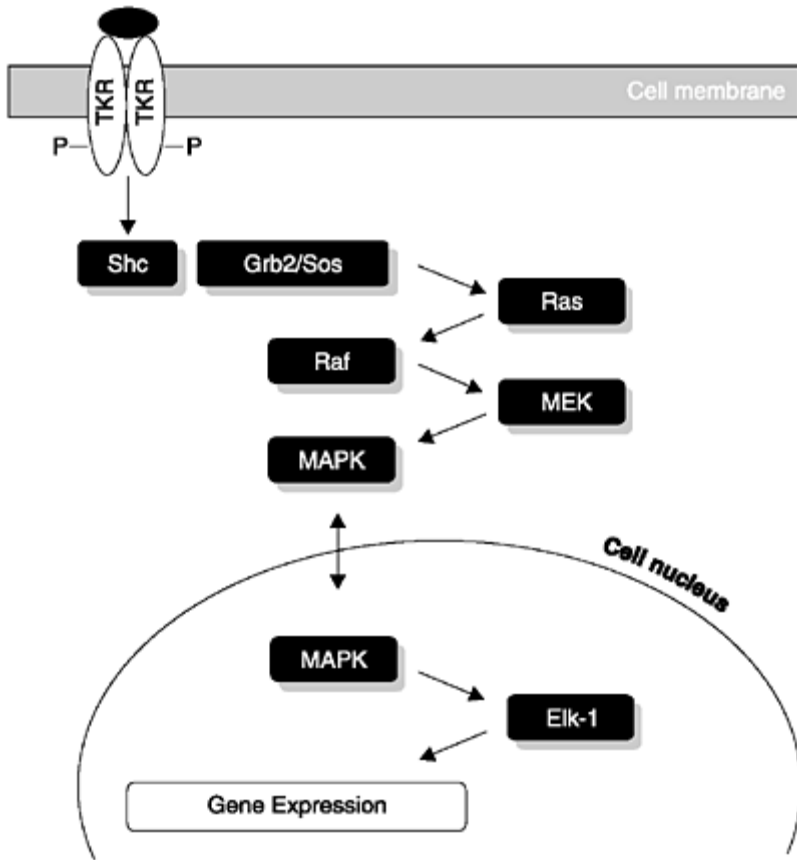 TKR TKR
Cell membrane
P P
Shc Grb2/Sos
Ras
Raf
MEK
MAPK
Cell nucleus
MAPK
Elk-1
Gene Expression